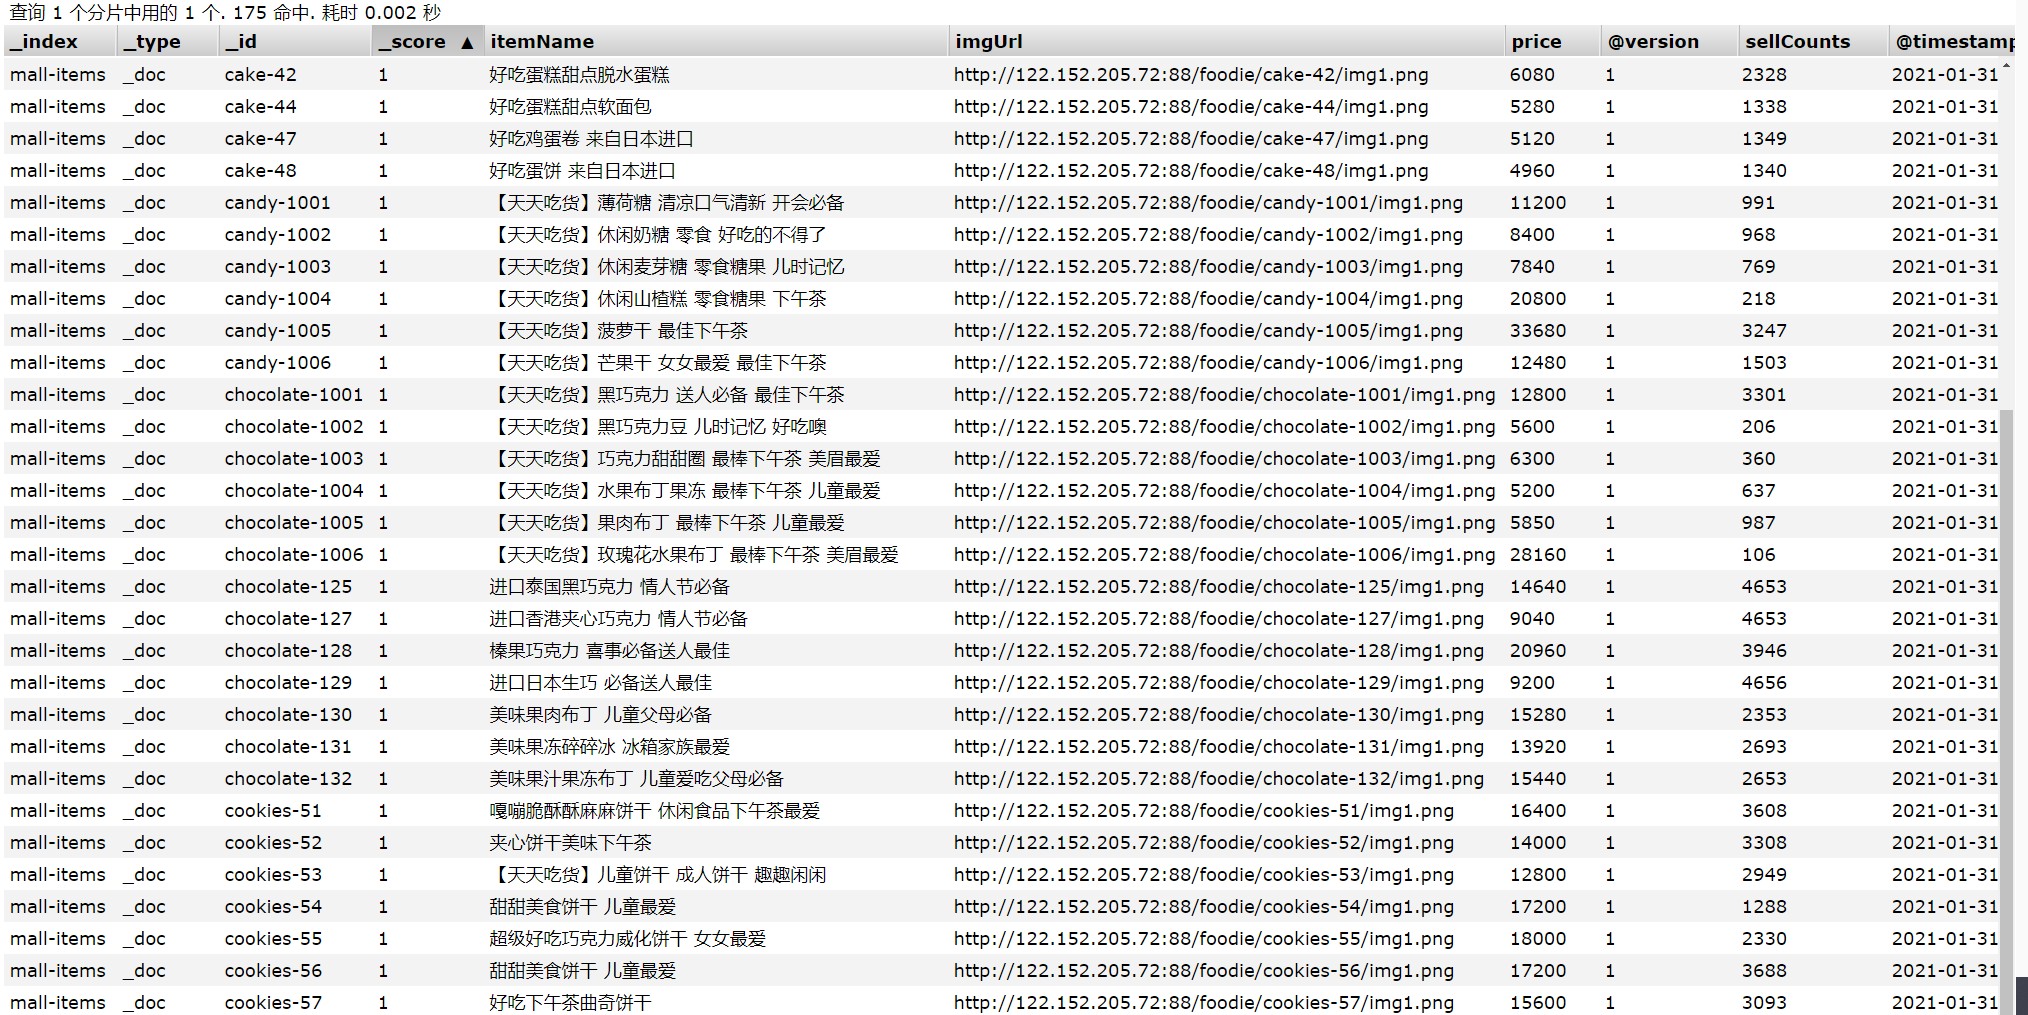 查询 1 个分片中用的 1 个. 175 命中. 耗时 0.002 秒
_index _type _id _score ▲ itemName imgUrl price @version sellCounts @timestamp
mall-items _doc cake-42 1 好吃蛋糕甜点脱水蛋糕 http://122.152.205.72:88/foodie/cake-42/img1.png 6080 1 2328 2021-01-31
mall-items _doc cake-44 1 好吃蛋糕甜点软面包 http://122.152.205.72:88/foodie/cake-44/img1.png 5280 1 1338 2021-01-31
mall-items _doc cake-47 1 好吃鸡蛋卷 来自日本进口 http://122.152.205.72:88/foodie/cake-47/img1.png 5120 1 1349 2021-01-31
mall-items _doc cake-48 1 好吃蛋饼 来自日本进口 http://122.152.205.72:88/foodie/cake-48/img1.png 4960 1 1340 2021-01-31
mall-items _doc candy-1001 1 【天天吃货】薄荷糖 清凉口气清新 开会必备 http://122.152.205.72:88/foodie/candy-1001/img1.png 11200 1 991 2021-01-31
mall-items _doc candy-1002 1 【天天吃货】休闲奶糖 零食 好吃的不得了 http://122.152.205.72:88/foodie/candy-1002/img1.png 8400 1 968 2021-01-31
mall-items _doc candy-1003 1 【天天吃货】休闲麦芽糖 零食糖果 儿时记忆 http://122.152.205.72:88/foodie/candy-1003/img1.png 7840 1 769 2021-01-31
mall-items _doc candy-1004 1 【天天吃货】休闲山楂糕 零食糖果 下午茶 http://122.152.205.72:88/foodie/candy-1004/img1.png 20800 1 218 2021-01-31
mall-items _doc candy-1005 1 【天天吃货】菠萝干 最佳下午茶 http://122.152.205.72:88/foodie/candy-1005/img1.png 33680 1 3247 2021-01-31
mall-items _doc candy-1006 1 【天天吃货】芒果干 女女最爱 最佳下午茶 http://122.152.205.72:88/foodie/candy-1006/img1.png 12480 1 1503 2021-01-31
mall-items _doc chocolate-1001 1 【天天吃货】黑巧克力 送人必备 最佳下午茶 http://122.152.205.72:88/foodie/chocolate-1001/img1.png 12800 1 3301 2021-01-31
mall-items _doc chocolate-1002 1 【天天吃货】黑巧克力豆 儿时记忆 好吃噢 http://122.152.205.72:88/foodie/chocolate-1002/img1.png 5600 1 206 2021-01-31
mall-items _doc chocolate-1003 1 【天天吃货】巧克力甜甜圈 最棒下午茶 美眉最爱 http://122.152.205.72:88/foodie/chocolate-1003/img1.png 6300 1 360 2021-01-31
mall-items _doc chocolate-1004 1 【天天吃货】水果布丁果冻 最棒下午茶 儿童最爱 http://122.152.205.72:88/foodie/chocolate-1004/img1.png 5200 1 637 2021-01-31
mall-items _doc chocolate-1005 1 【天天吃货】果肉布丁 最棒下午茶 儿童最爱 http://122.152.205.72:88/foodie/chocolate-1005/img1.png 5850 1 987 2021-01-31
mall-items _doc chocolate-1006 1 【天天吃货】玫瑰花水果布丁 最棒下午茶 美眉最爱 http://122.152.205.72:88/foodie/chocolate-1006/img1.png 28160 1 106 2021-01-31
mall-items _doc chocolate-125 1 进口泰国黑巧克力 情人节必备 http://122.152.205.72:88/foodie/chocolate-125/img1.png 14640 1 4653 2021-01-31
mall-items _doc chocolate-127 1 进口香港夹心巧克力 情人节必备 http://122.152.205.72:88/foodie/chocolate-127/img1.png 9040 1 4653 2021-01-31
mall-items _doc chocolate-128 1 榛果巧克力 喜事必备送人最佳 http://122.152.205.72:88/foodie/chocolate-128/img1.png 20960 1 3946 2021-01-31
mall-items _doc chocolate-129 1 进口日本生巧 必备送人最佳 http://122.152.205.72:88/foodie/chocolate-129/img1.png 9200 1 4656 2021-01-31
mall-items _doc chocolate-130 1 美味果肉布丁 儿童父母必备 http://122.152.205.72:88/foodie/chocolate-130/img1.png 15280 1 2353 2021-01-31
mall-items _doc chocolate-131 1 美味果冻碎碎冰 冰箱家族最爱 http://122.152.205.72:88/foodie/chocolate-131/img1.png 13920 1 2693 2021-01-31
mall-items _doc chocolate-132 1 美味果汁果冻布丁 儿童爱吃父母必备 http://122.152.205.72:88/foodie/chocolate-132/img1.png 15440 1 2653 2021-01-31
mall-items _doc cookies-51 1 嘎嘣脆酥酥麻麻饼干 休闲食品下午茶最爱 http://122.152.205.72:88/foodie/cookies-51/img1.png 16400 1 3608 2021-01-31
mall-items _doc cookies-52 1 夹心饼干美味下午茶 http://122.152.205.72:88/foodie/cookies-52/img1.png 14000 1 3308 2021-01-31
mall-items _doc cookies-53 1 【天天吃货】儿童饼干 成人饼干 趣趣闲闲 http://122.152.205.72:88/foodie/cookies-53/img1.png 12800 1 2949 2021-01-31
mall-items _doc cookies-54 1 甜甜美食饼干 儿童最爱 http://122.152.205.72:88/foodie/cookies-54/img1.png 17200 1 1288 2021-01-31
mall-items _doc cookies-55 1 超级好吃巧克力威化饼干 女女最爱 http://122.152.205.72:88/foodie/cookies-55/img1.png 18000 1 2330 2021-01-31
mall-items _doc cookies-56 1 甜甜美食饼干 儿童最爱 http://122.152.205.72:88/foodie/cookies-56/img1.png 17200 1 3688 2021-01-31
mall-items _doc cookies-57 1 好吃下午茶曲奇饼干 http://122.152.205.72:88/foodie/cookies-57/img1.png 15600 1 3093 2021-01-31